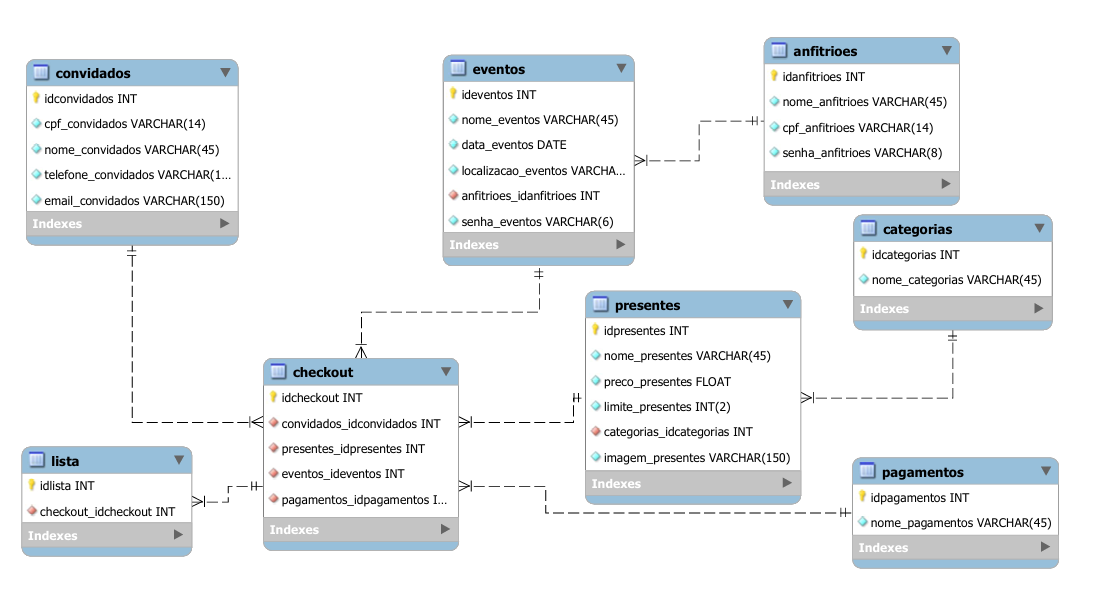 convidados
idconvidados INT
cpf_convidados VARCHAR(14)
nome_convidados VARCHAR(45)
telefone_convidados VARCHAR(1...
email_convidados VARCHAR(150)
Indexes
eventos
ideventos INT
nome_eventos VARCHAR(45)
data_eventos DATE
localizacao_eventos VARCHA...
anfitrioes_idanfitrioes INT
senha_eventos VARCHAR(6)
Indexes
anfitrioes
idanfitrioes INT
nome_anfitrioes VARCHAR(45)
cpf_anfitrioes VARCHAR(14)
senha_anfitrioes VARCHAR(8)
Indexes
categorias
idcategorias INT
nome_categorias VARCHAR(45)
Indexes
presentes
idpresentes INT
nome_presentes VARCHAR(45)
preco_presentes FLOAT
limite_presentes INT(2)
categorias_idcategorias INT
imagem_presentes VARCHAR(150)
Indexes
checkout
idcheckout INT
convidados_idconvidados INT
presentes_idpresentes INT
eventos_ideventos INT
pagamentos_idpagamentos I...
Indexes
lista
idlista INT
checkout_idcheckout INT
Indexes
pagamentos
idpagamentos INT
nome_pagamentos VARCHAR(45)
Indexes